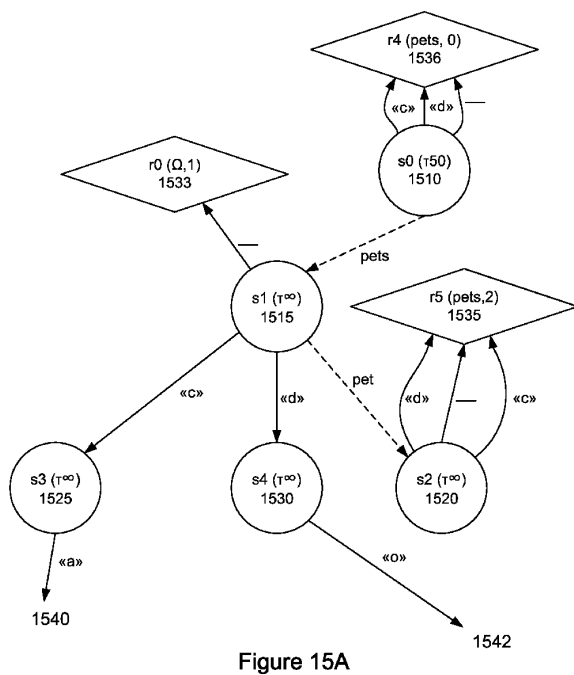 r4 (pets, 0)
1536
«c»
«d»
—
r0 (Ω,1)
1533
s0 (τ50)
1510
—
pets
s1 (τ∞)
1515
r5 (pets,2)
1535
pet
«c»
«d»
«d»
—
«c»
s3 (τ∞)
1525
s4 (τ∞)
1530
s2 (τ∞)
1520
«a»
«o»
1540
1542
Figure 15A